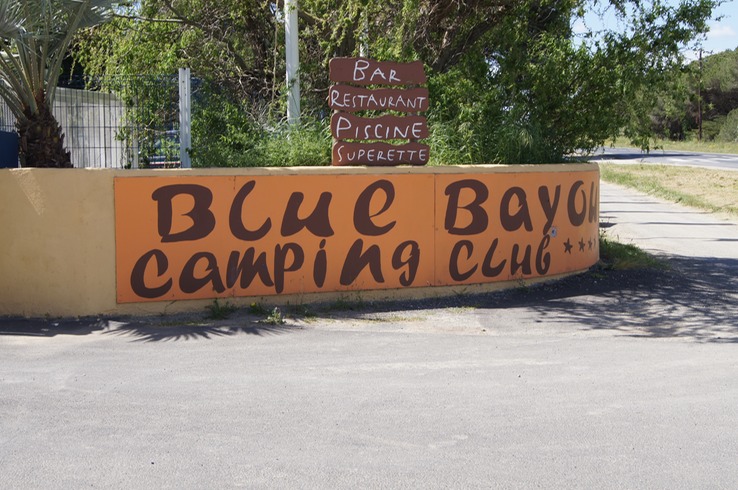 BAR
RESTAURANT
PISCINE
SUPERETTE
BLUE BAYOU
CAMPING CLUB ★★★